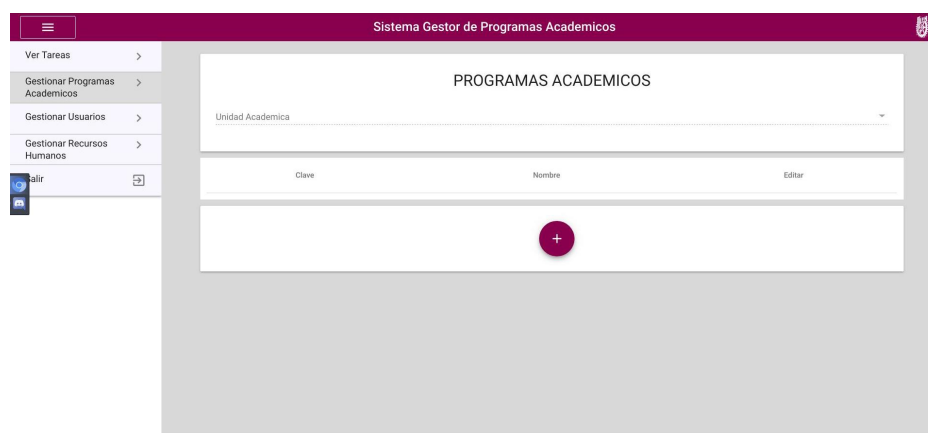 Sistema Gestor de Programas Academicos
Ver Tareas
Gestionar Programas
Academicos
Gestionar Usuarios
Gestionar Recursos
Humanos
Salir
PROGRAMAS ACADEMICOS
Unidad Academica
Clave Nombre Editar
+